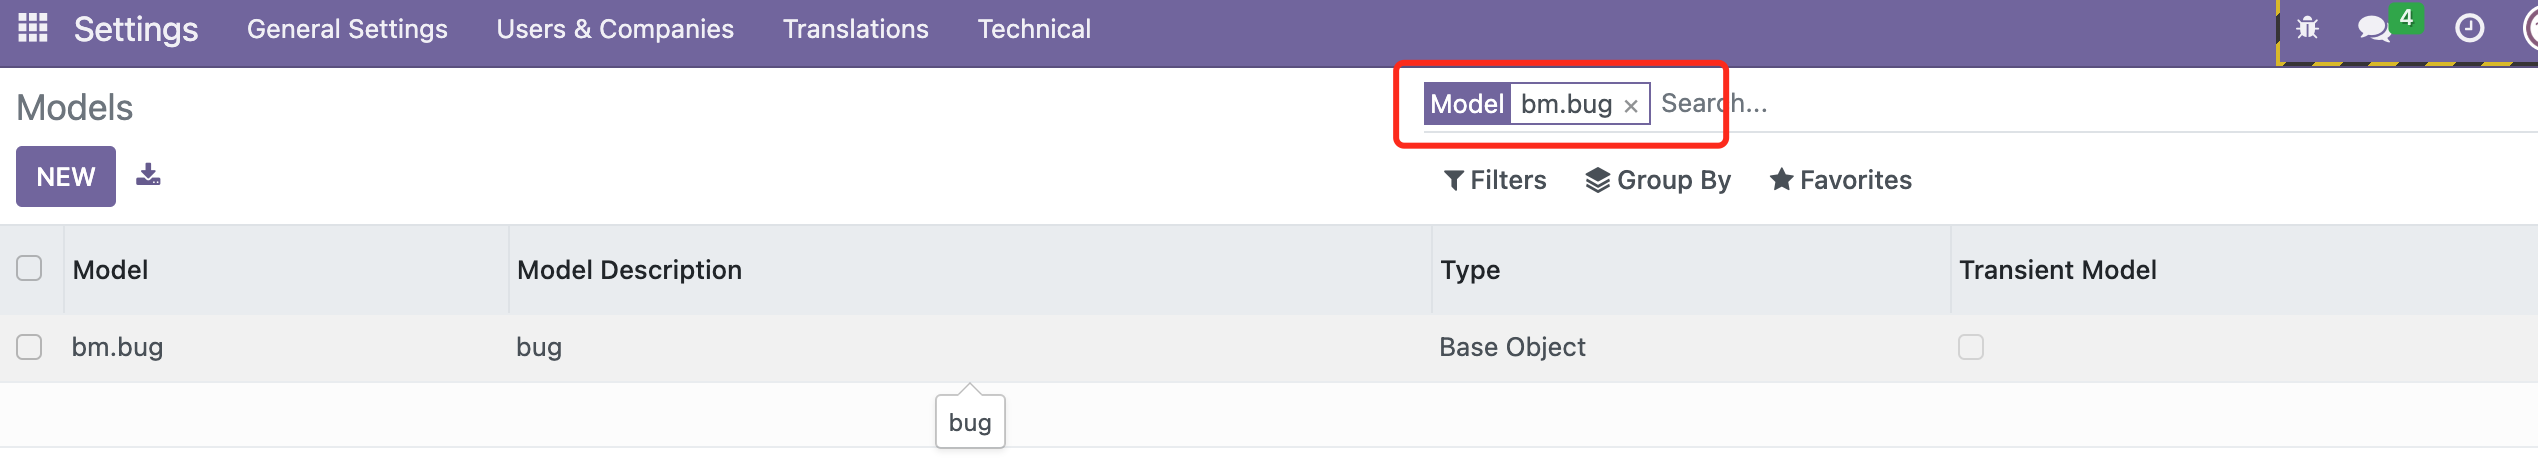 Settings General Settings Users & Companies Translations Technical 4
Models
Model bm.bug × Search...
NEW
Filters Group By Favorites
Model Model Description Type Transient Model
bm.bug bug Base Object
bug